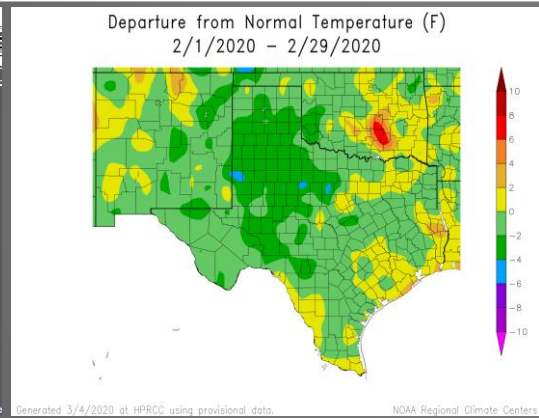 Departure from Normal Temperature (F)
2/1/2020 – 2/29/2020
10
8
6
4
2
0
-2
-4
-6
-8
-10
Generated 3/4/2020 at HPRCC using provisional data.
NOAA Regional Climate Centers